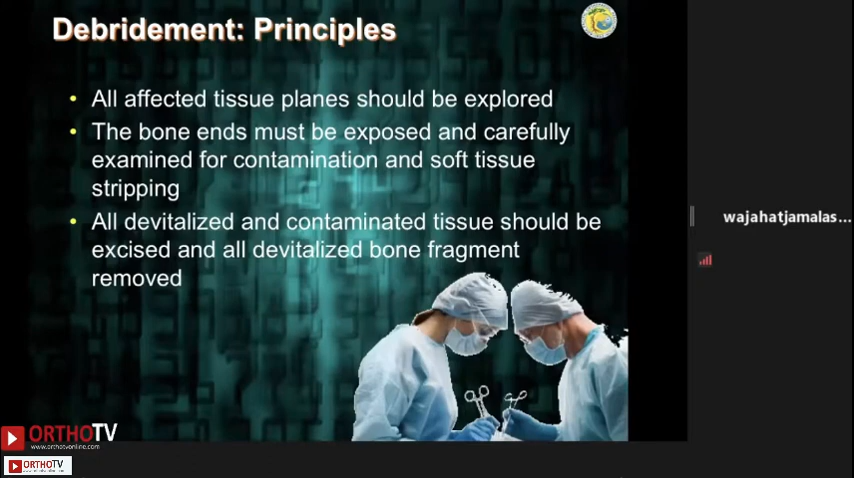 Debridement: Principles
• All affected tissue planes should be explored
• The bone ends must be exposed and carefully
examined for contamination and soft tissue
stripping
• All devitalized and contaminated tissue should be
excised and all devitalized bone fragment
removed
wajahatjamalas...
ORTHOTV
www.orthotvonline.com
ORTHOTV